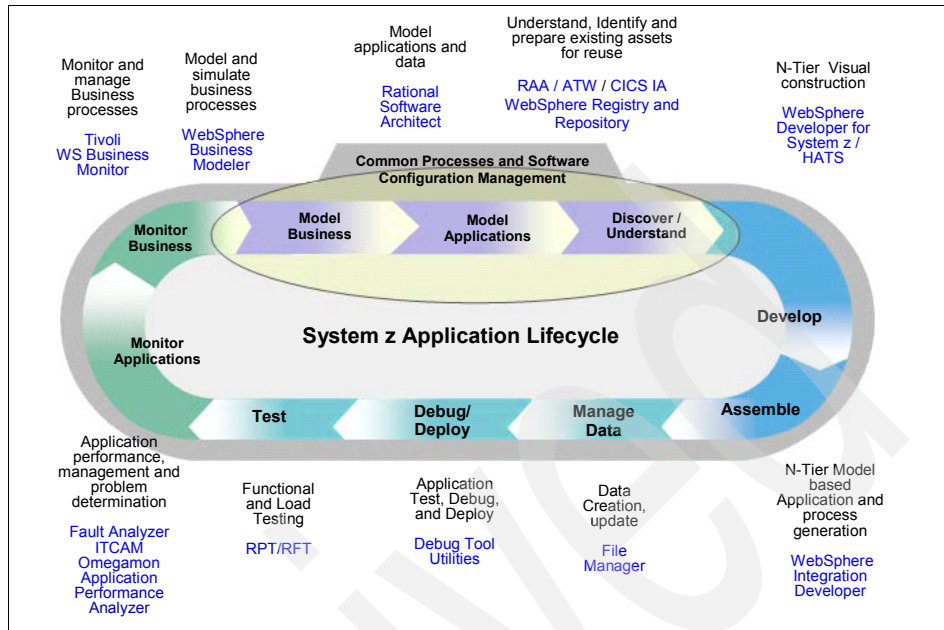 Monitor and
manage
Business
processes
Tivoli
WS Business
Monitor
Model and
simulate
business
processes
WebSphere
Business
Modeler
Model
applications and
data
Rational
Software
Architect
Understand, Identify and
prepare existing assets
for reuse
RAA / ATW / CICS IA
WebSphere Registry and
Repository
N-Tier Visual
construction
WebSphere
Developer for
System z /
HATS
Common Processes and Software
Configuration Management
Monitor
Business
Model
Business
Model
Applications
Discover /
Understand
Develop
System z Application Lifecycle
Monitor
Applications
Test
Debug/
Deploy
Manage
Data
Assemble
Application
performance,
management and
problem
determination
Fault Analyzer
ITCAM
Omegamon
Application
Performance
Analyzer
Functional
and Load
Testing
RPT/RFT
Application
Test, Debug,
and Deploy
Debug Tool
Utilities
Data
Creation,
update
File
Manager
N-Tier Model
based
Application and
process
generation
WebSphere
Integration
Developer